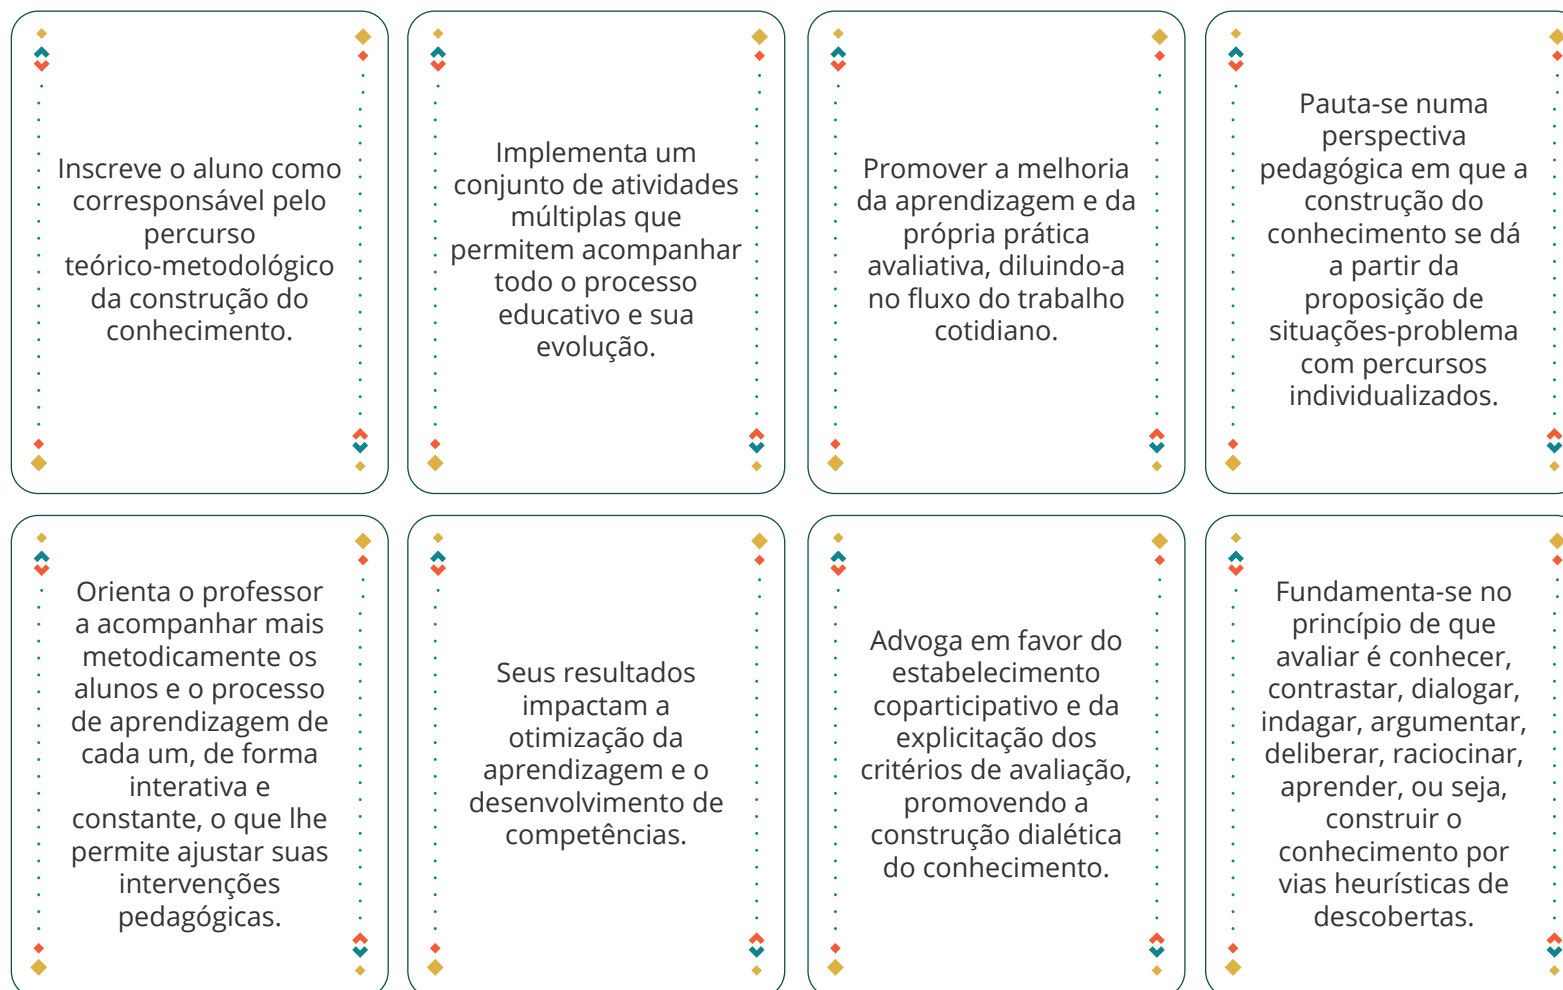 Inscreve o aluno como
corresponsável pelo
percurso
teórico-metodológico
da construção do
conhecimento.
Implementa um
conjunto de atividades
múltiplas que
permitem acompanhar
todo o processo
educativo e sua
evolução.
Promover a melhoria
da aprendizagem e da
própria prática
avaliativa, diluindo-a
no fluxo do trabalho
cotidiano.
Pauta-se numa
perspectiva
pedagógica em que a
construção do
conhecimento se dá
a partir da
proposição de
situações-problema
com percursos
individualizados.
Orienta o professor
a acompanhar mais
metodicamente os
alunos e o processo
de aprendizagem de
cada um, de forma
interativa e
constante, o que lhe
permite ajustar suas
intervenções
pedagógicas.
Seus resultados
impactam a
otimização da
aprendizagem e o
desenvolvimento de
competências.
Advoga em favor do
estabelecimento
coparticipativo e da
explicitação dos
critérios de avaliação,
promovendo a
construção dialética
do conhecimento.
Fundamenta-se no
princípio de que
avaliar é conhecer,
contrastar, dialogar,
indagar, argumentar,
deliberar, raciocinar,
aprender, ou seja,
construir o
conhecimento por
vias heurísticas de
descobertas.